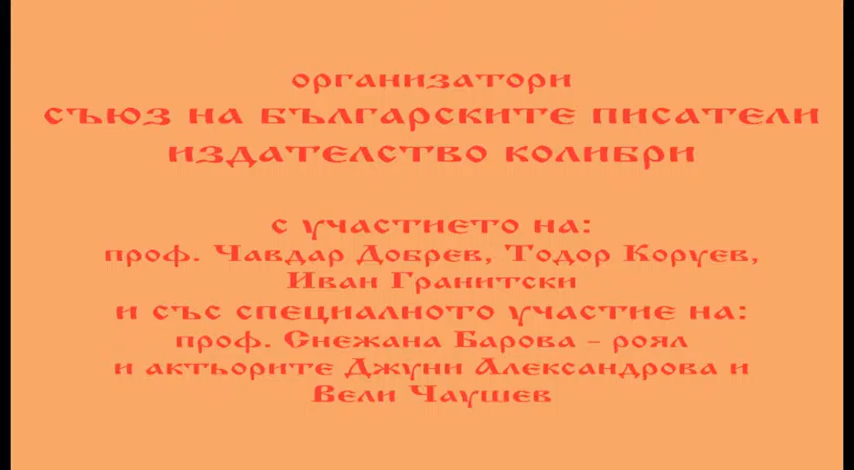 организатори
съюз на българските писатели
издателство колибри
с участието на:
проф. Чавдар Добрев, Тодор Коруев,
Иван Гранитски
и със специалното участие на:
проф. Снежана Барова - роял
и актьорите Джуни Александрова и
Вели Чаушев